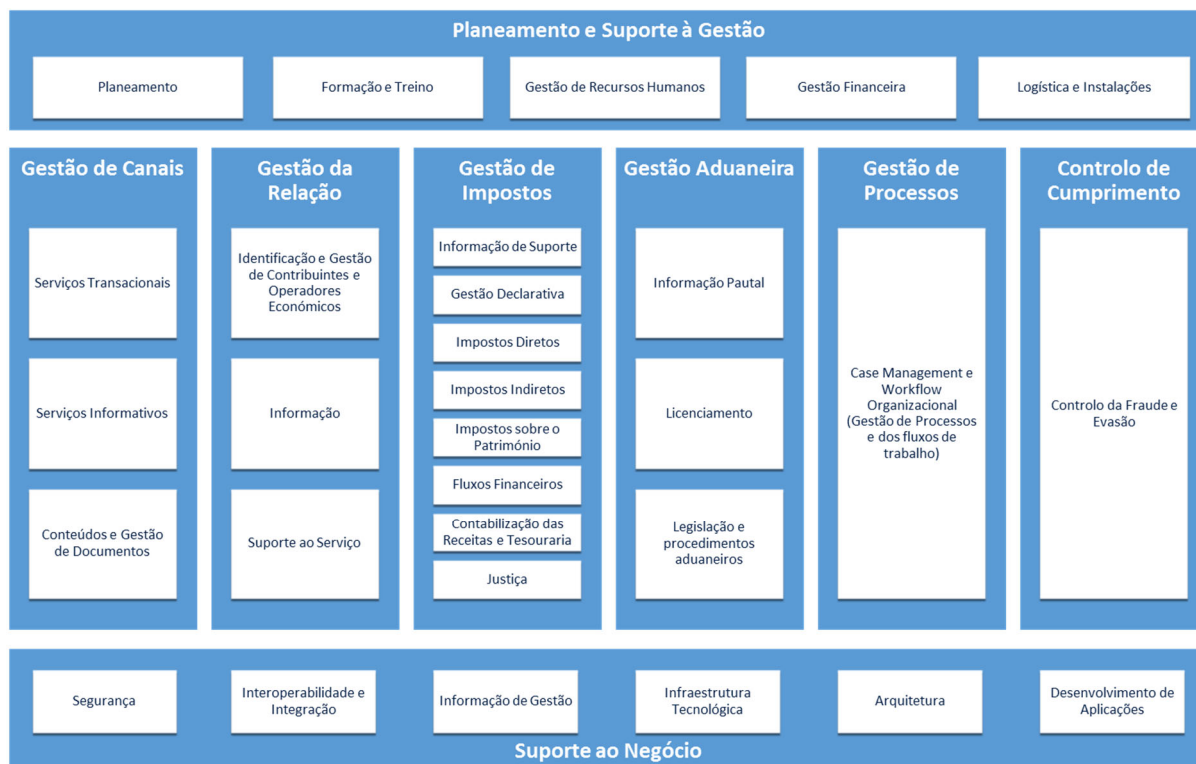 Planeamento e Suporte à Gestão
Planeamento
Formação e Treino
Gestão de Recursos Humanos
Gestão Financeira
Logística e Instalações
Gestão de Canais
Serviços Transacionais
Serviços Informativos
Conteúdos e Gestão
de Documentos
Gestão da
Relação
Identificação e Gestão
de Contribuintes e
Operadores
Económicos
Informação
Suporte ao Serviço
Gestão de
Impostos
Informação de Suporte
Gestão Declarativa
Impostos Diretos
Impostos Indiretos
Impostos sobre o
Património
Fluxos Financeiros
Contabilização das
Receitas e Tesouraria
Justiça
Gestão Aduaneira
Informação Pautal
Licenciamento
Legislação e
procedimentos
aduaneiros
Gestão de
Processos
Case Management e
Workflow
Organizacional
(Gestão de Processos
e dos fluxos de
trabalho)
Controlo de
Cumprimento
Controlo da Fraude e
Evasão
Segurança
Interoperabilidade e
Integração
Informação de Gestão
Infraestrutura
Tecnológica
Arquitetura
Desenvolvimento de
Aplicações
Suporte ao Negócio